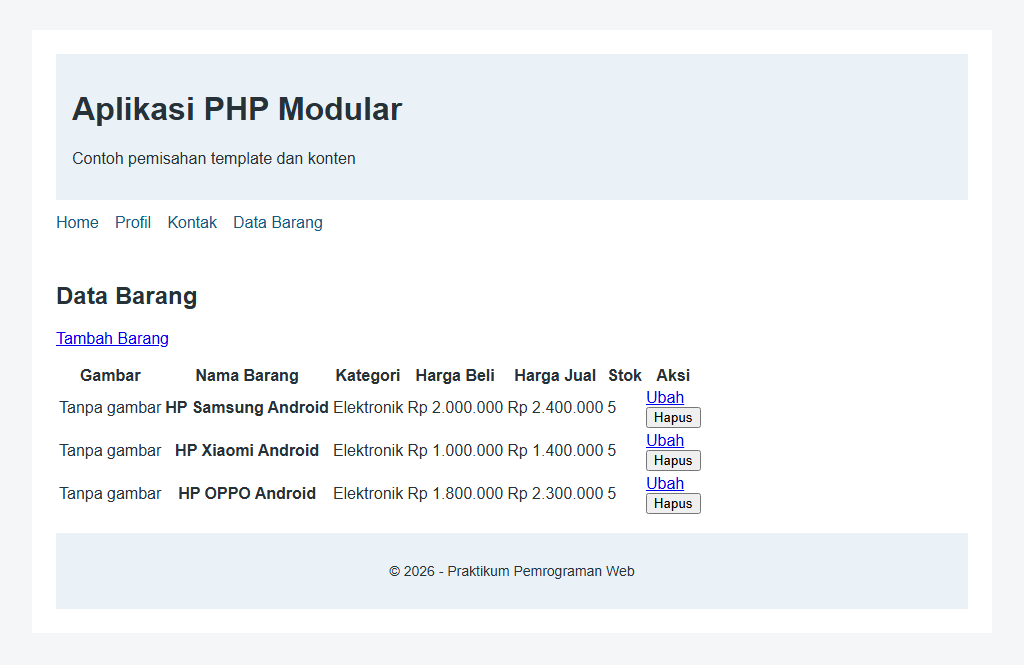 Aplikasi PHP Modular
Contoh pemisahan template dan konten
Home Profil Kontak Data Barang
Data Barang
Tambah Barang
Gambar Nama Barang Kategori Harga Beli Harga Jual Stok Aksi
Tanpa gambar HP Samsung Android Elektronik Rp 2.000.000 Rp 2.400.000 5 Ubah
Hapus
Tanpa gambar HP Xiaomi Android Elektronik Rp 1.000.000 Rp 1.400.000 5 Ubah
Hapus
Tanpa gambar HP OPPO Android Elektronik Rp 1.800.000 Rp 2.300.000 5 Ubah
Hapus
© 2026 - Praktikum Pemrograman Web